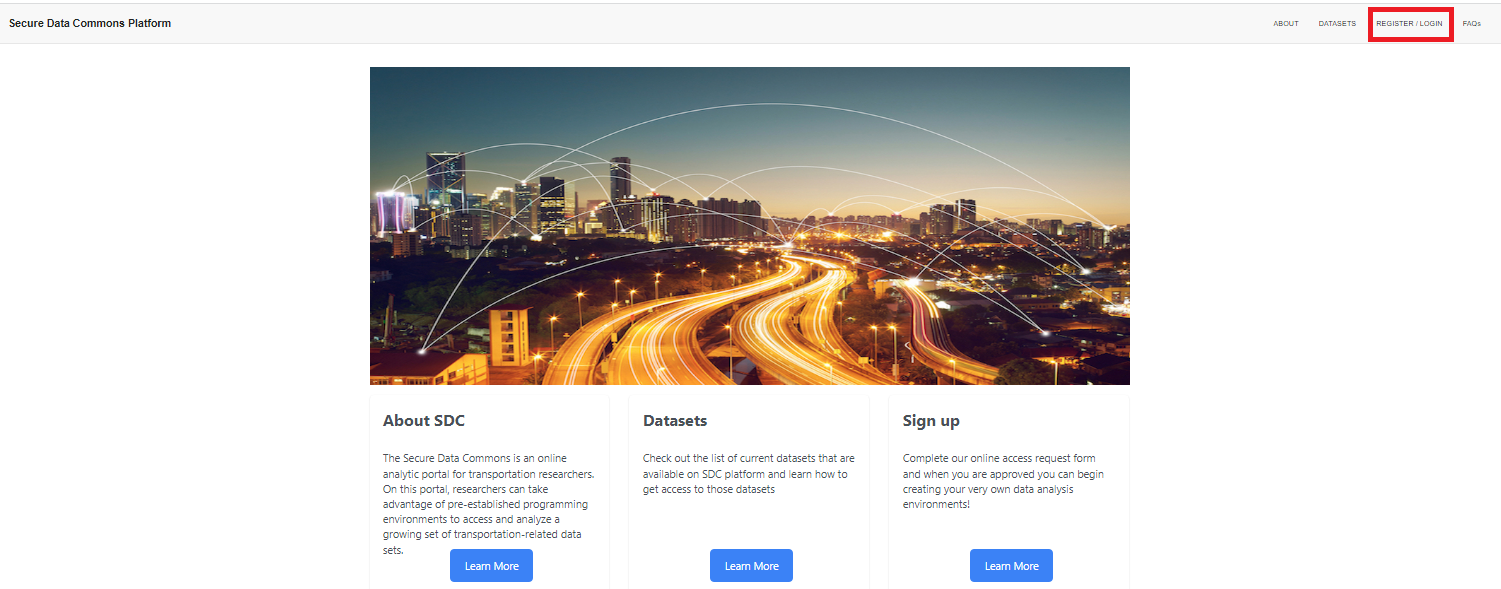 Secure Data Commons Platform
ABOUT
DATASETS
REGISTER / LOGIN
FAQs
About SDC
The Secure Data Commons is an online
analytic portal for transportation researchers.
On this portal, researchers can take
advantage of pre-established programming
environments to access and analyze a
growing set of transportation-related data
sets.
Learn More
Datasets
Check out the list of current datasets that are
available on SDC platform and learn how to
get access to those datasets
Learn More
Sign up
Complete our online access request form
and when you are approved you can begin
creating your very own data analysis
environments!
Learn More